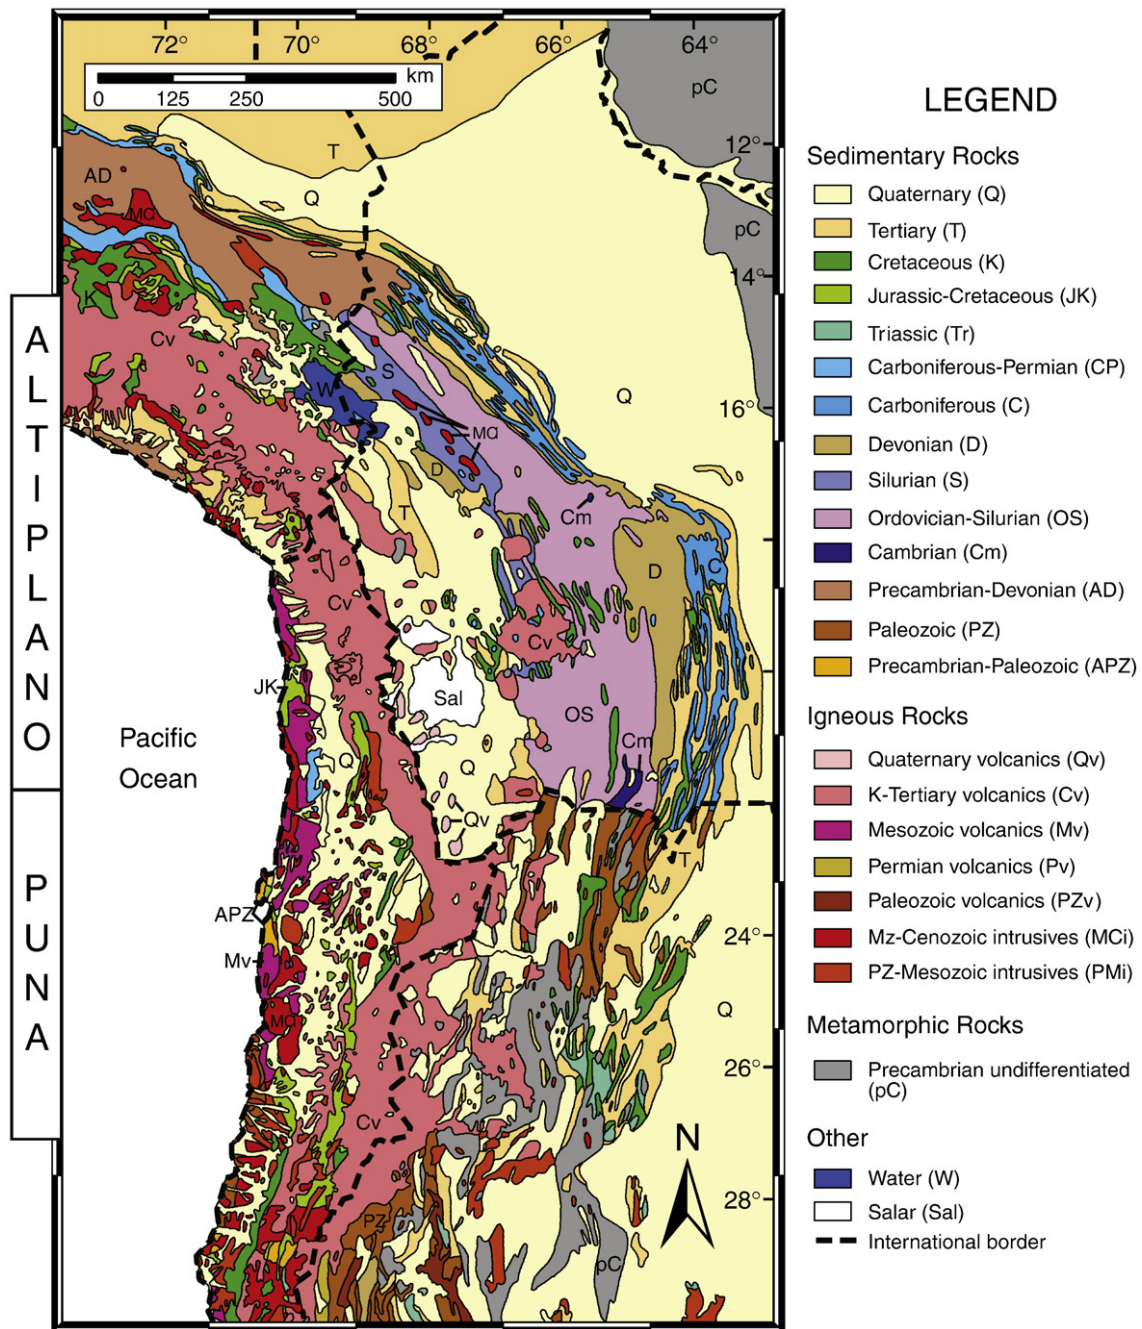 72°
70°
68°
66°
64°
km
0
125
250
500
pC
12°
T
AD
Q
MCi
pC
14°
K
Cv
S
W
Q
16°
MCi
D
Cm
T
D
C
Cv
Cv
JK
Sal
OS
Cm
Pacific
Ocean
Q
Q
Qv
T
APZ
24°
Mv
Q
MCi
26°
Cv
N
28°
PZ
pC
ALTIPLANO
PUNA
LEGEND
Sedimentary Rocks
Quaternary (Q)
Tertiary (T)
Cretaceous (K)
Jurassic-Cretaceous (JK)
Triassic (Tr)
Carboniferous-Permian (CP)
Carboniferous (C)
Devonian (D)
Silurian (S)
Ordovician-Silurian (OS)
Cambrian (Cm)
Precambrian-Devonian (AD)
Paleozoic (PZ)
Precambrian-Paleozoic (APZ)
Igneous Rocks
Quaternary volcanics (Qv)
K-Tertiary volcanics (Cv)
Mesozoic volcanics (Mv)
Permian volcanics (Pv)
Paleozoic volcanics (PZv)
Mz-Cenozoic intrusives (MCi)
PZ-Mesozoic intrusives (PMi)
Metamorphic Rocks
Precambrian undifferentiated
(pC)
Other
Water (W)
Salar (Sal)
International border